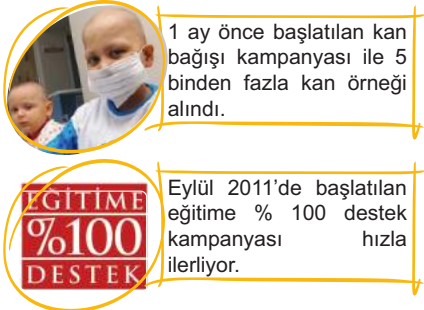 1 ay önce başlatılan kan
bağışı kampanyası ile 5
binden fazla kan örneği
alındı.
EĞİTİME
%100
DESTEK
Eylül 2011’de başlatılan
eğitime % 100 destek
kampanyası hızla
ilerliyor.